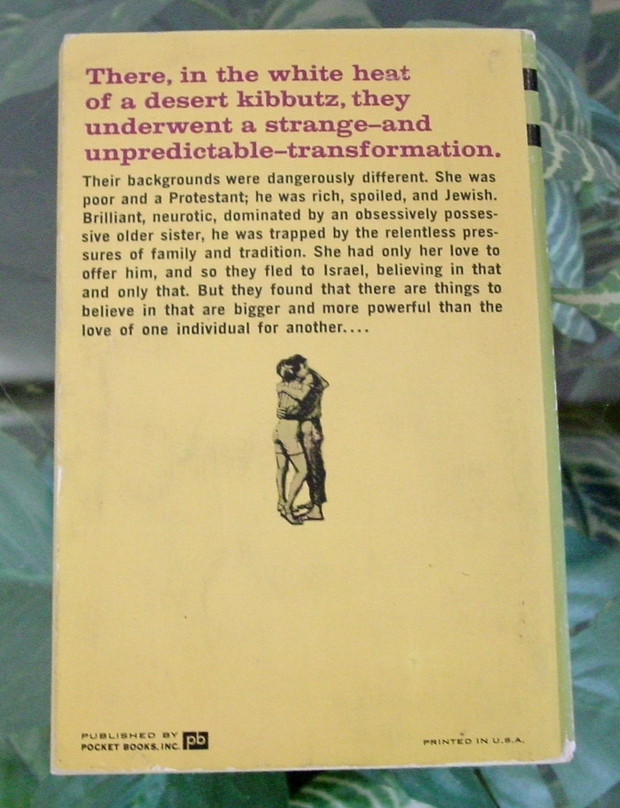 There, in the white heat
of a desert kibbutz, they
underwent a strange–and
unpredictable–transformation.
Their backgrounds were dangerously different. She was
poor and a Protestant; he was rich, spoiled, and Jewish.
Brilliant, neurotic, dominated by an obsessively posses-
sive older sister, he was trapped by the relentless pres-
sures of family and tradition. She had only her love to
offer him, and so they fled to Israel, believing in that
and only that. But they found that there are things to
believe in that are bigger and more powerful than the
love of one individual for another....
PUBLISHED BY
POCKET BOOKS, INC. pb
PRINTED IN U.S.A.